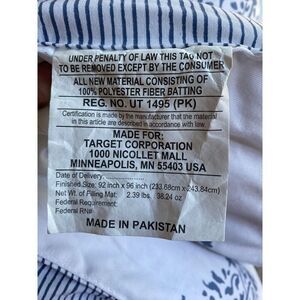 UNDER PENALTY OF LAW THIS TAG NOT
TO BE REMOVED EXCEPT BY THE CONSUMER
ALL NEW MATERIAL CONSISTING OF
100% POLYESTER FIBER BATTING
REG. NO. UT 1495 (PK)
Certification is made by the manufacturer that the material
in this article are described in accordance with law
MADE FOR:
TARGET CORPORATION
1000 NICOLLET MALL
MINNEAPOLIS, MN 55403 USA
Date of Delivery
Finished Size: 92 inch x 96 inch (233.68cm x 243.84cm)
Net Wt. of Filling Mat: 2.39 lbs 38.24 oz
Federal Requirement:
Federal RN#
MADE IN PAKISTAN